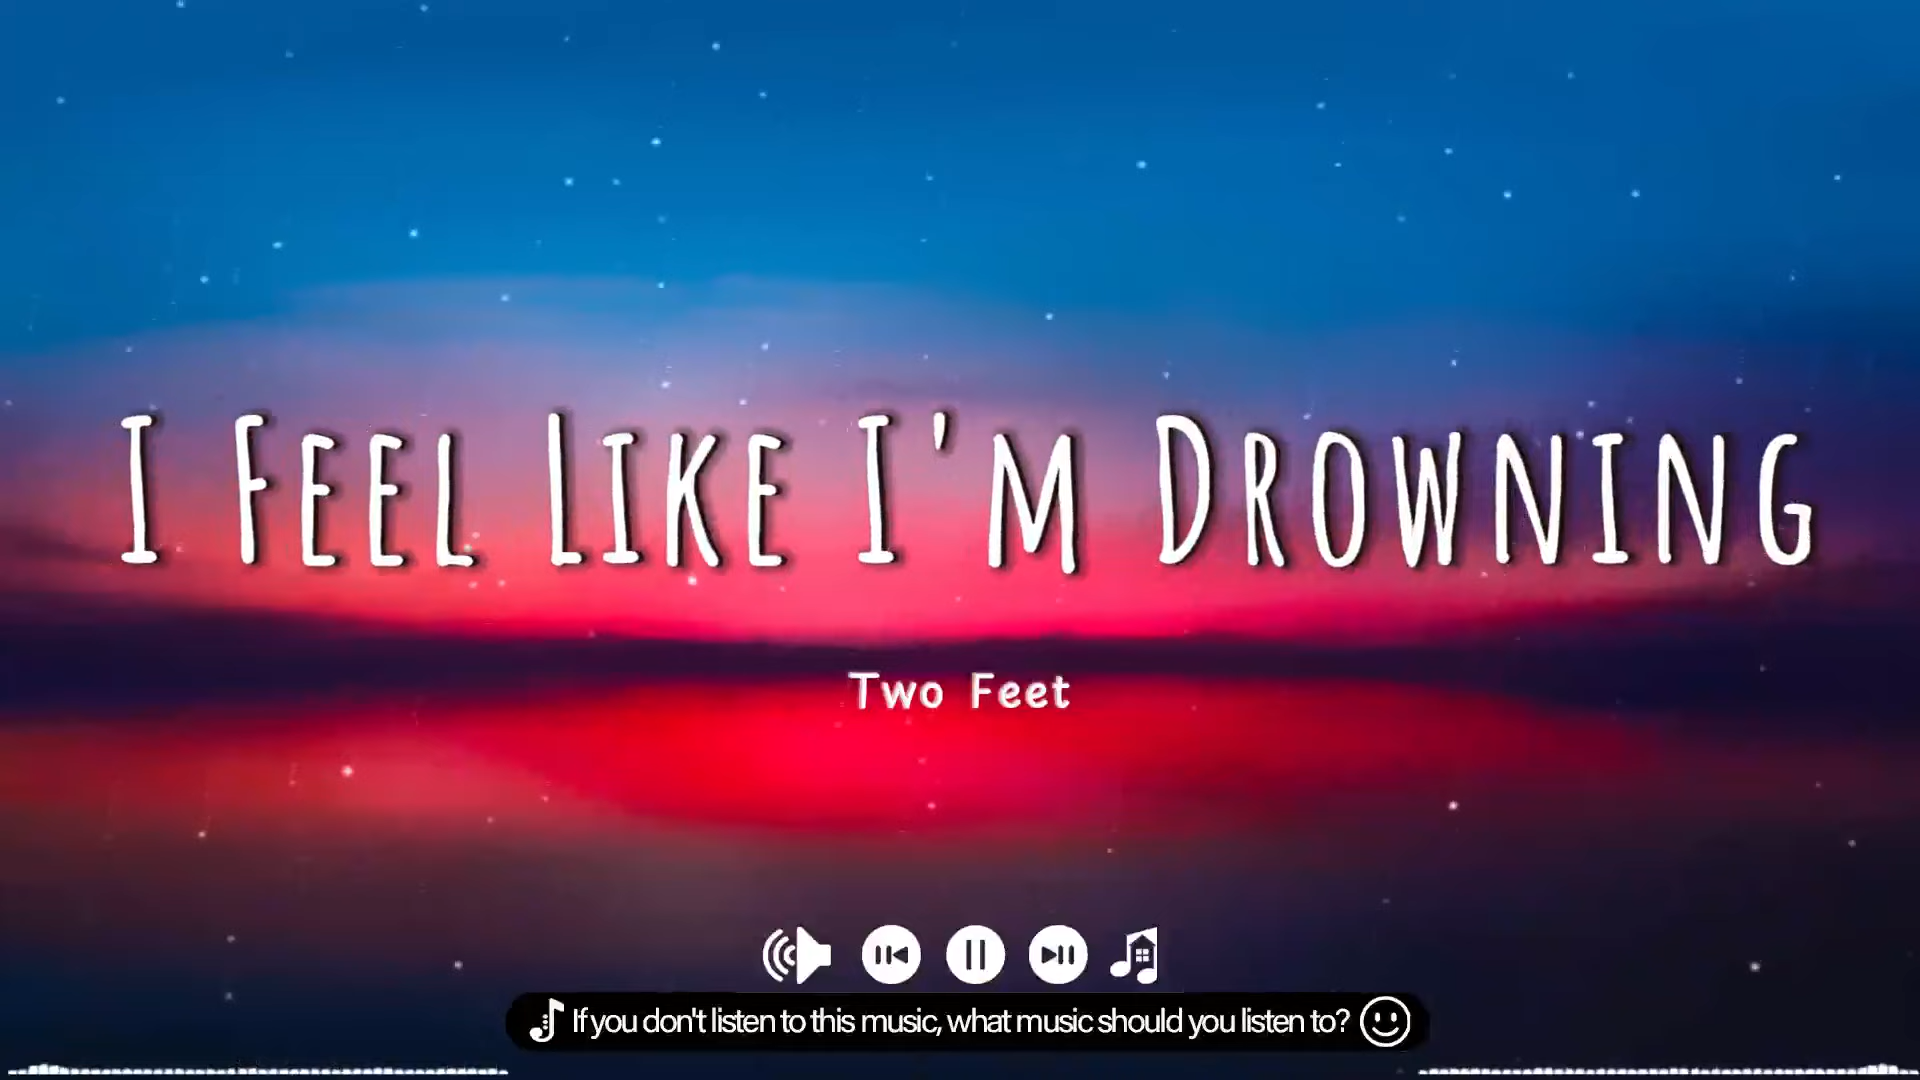 I Feel Like I'm Drowning
Two Feet
If you don't listen to this music, what music should you listen to?